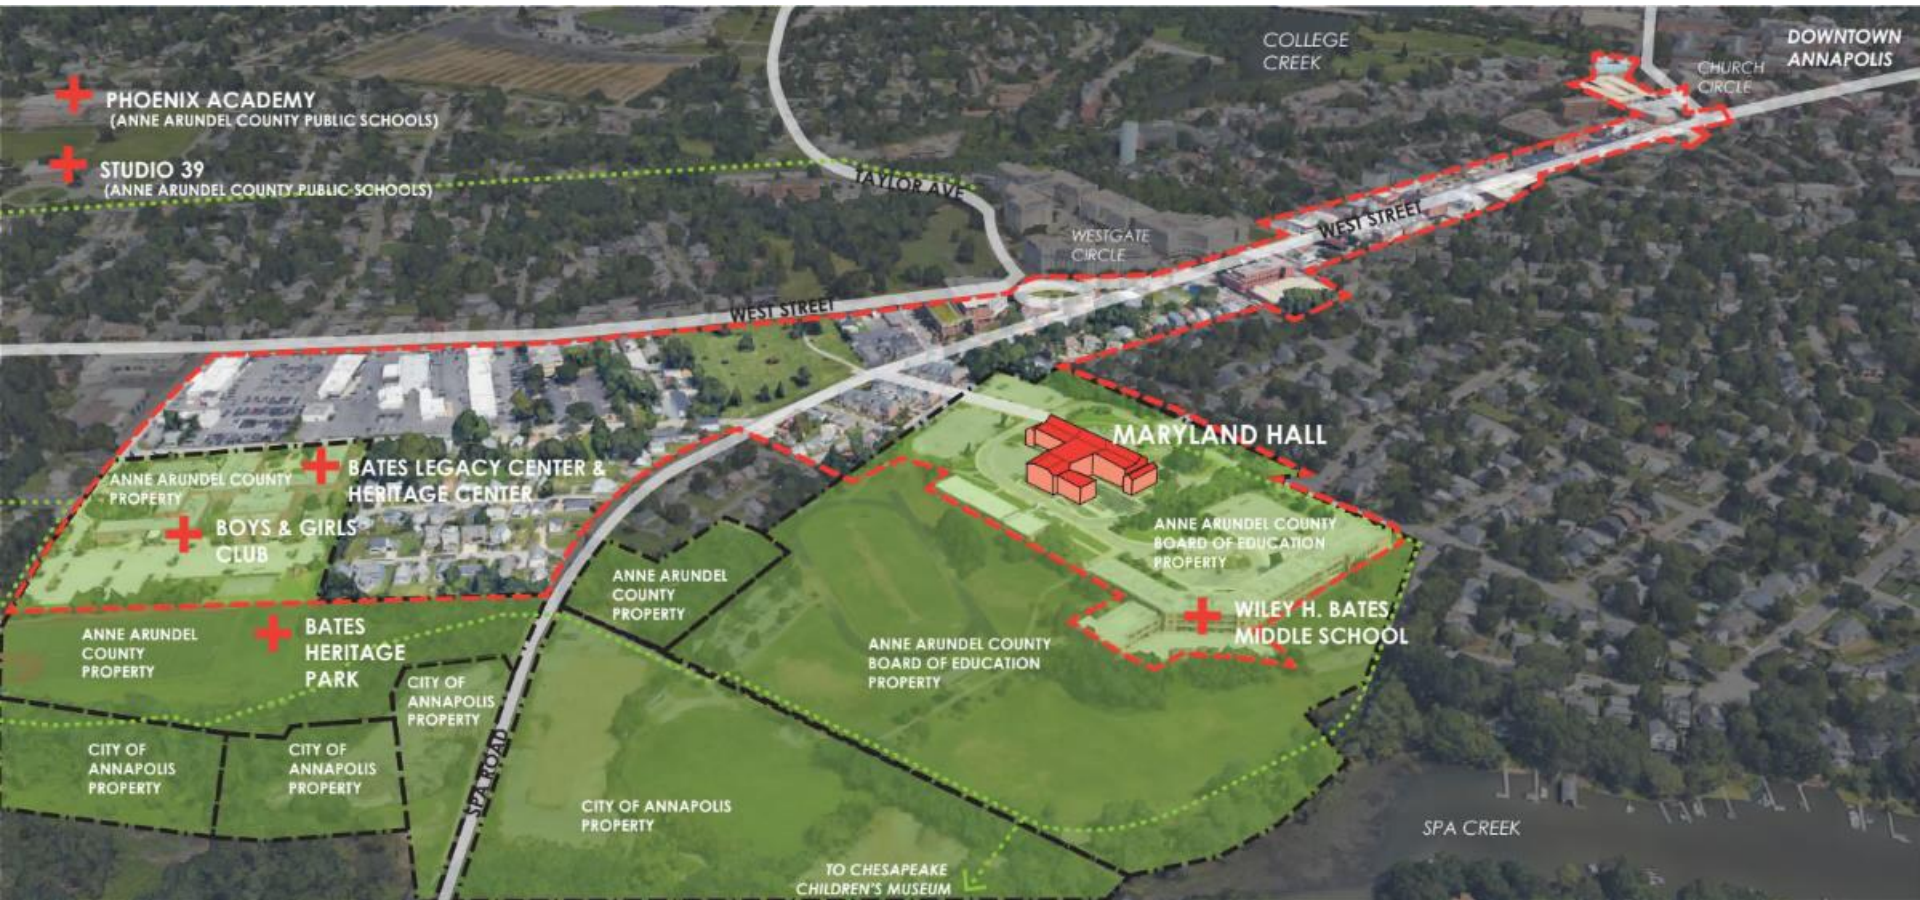 COLLEGE
CREEK
DOWNTOWN
ANNAPOLIS
CHURCH
CIRCLE
PHOENIX ACADEMY
(ANNE ARUNDEL COUNTY PUBLIC SCHOOLS)
STUDIO 39
(ANNE ARUNDEL COUNTY PUBLIC SCHOOLS)
TAYLOR AVE
WEST STREET
WESTGATE
CIRCLE
WEST STREET
MARYLAND HALL
BATES LEGACY CENTER &
HERITAGE CENTER
ANNE ARUNDEL COUNTY
PROPERTY
BOYS & GIRLS
CLUB
ANNE ARUNDEL COUNTY
BOARD OF EDUCATION
PROPERTY
ANNE ARUNDEL
COUNTY
PROPERTY
WILEY H. BATES
MIDDLE SCHOOL
BATES
HERITAGE
PARK
ANNE ARUNDEL
COUNTY
PROPERTY
ANNE ARUNDEL COUNTY
BOARD OF EDUCATION
PROPERTY
CITY OF
ANNAPOLIS
PROPERTY
CITY OF
ANNAPOLIS
PROPERTY
CITY OF
ANNAPOLIS
PROPERTY
SPA ROAD
CITY OF ANNAPOLIS
PROPERTY
SPA CREEK
TO CHESAPEAKE
CHILDREN'S MUSEUM